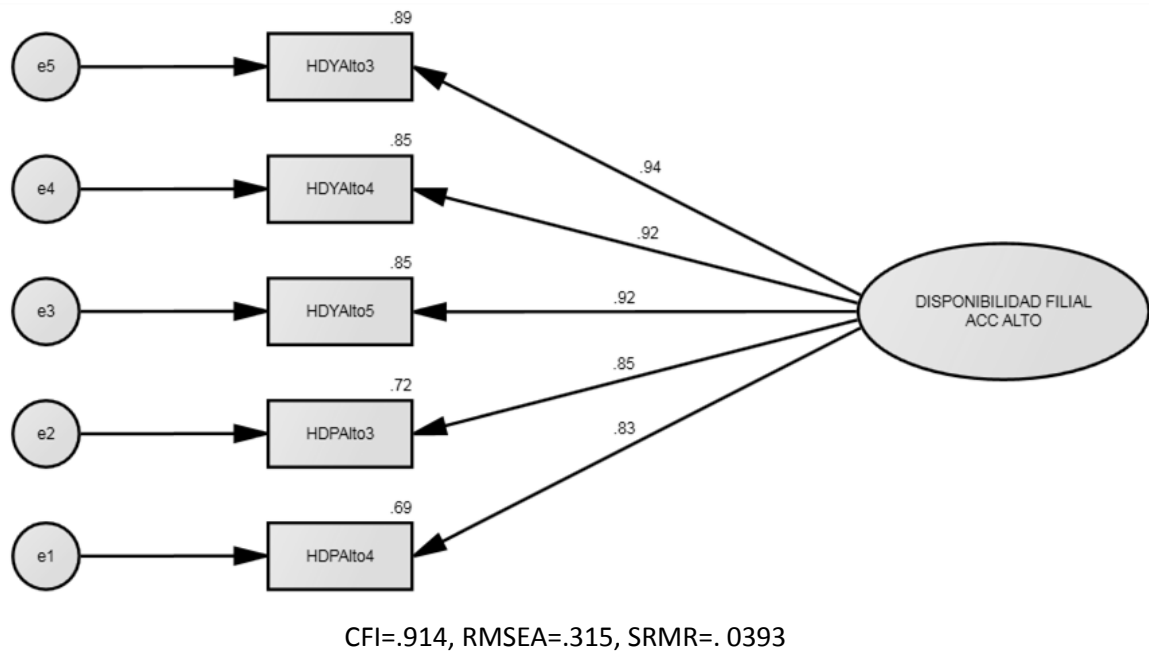 .89
e5
HDYAlto3
.94
.85
e4
HDYAlto4
.92
.85
e3
HDYAlto5
.92
DISPONIBILIDAD FILIAL
ACC ALTO
.72
.85
e2
HDPAlto3
.83
.69
e1
HDPAlto4
CFI=.914, RMSEA=.315, SRMR=. 0393